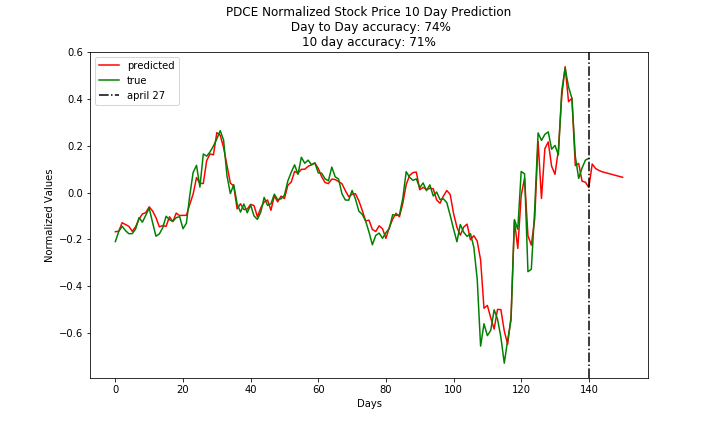 PDCE Normalized Stock Price 10 Day Prediction
Day to Day accuracy: 74%
10 day accuracy: 71%
predicted
true
april 27
Normalized Values
0.6
0.4
0.2
0.0
−0.2
−0.4
−0.6
0 20 40 60 80 100 120 140
Days